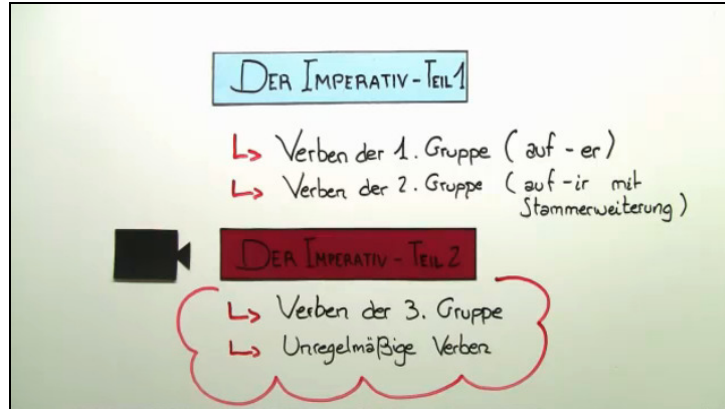 DER IMPERATIV - TEIL 1
↳ Verben der 1. Gruppe (auf -er)
↳ Verben der 2. Gruppe (auf -ir mit
Stammerweiterung)
DER IMPERATIV - TEIL 2
↳ Verben der 3. Gruppe
↳ Unregelmäßige Verben